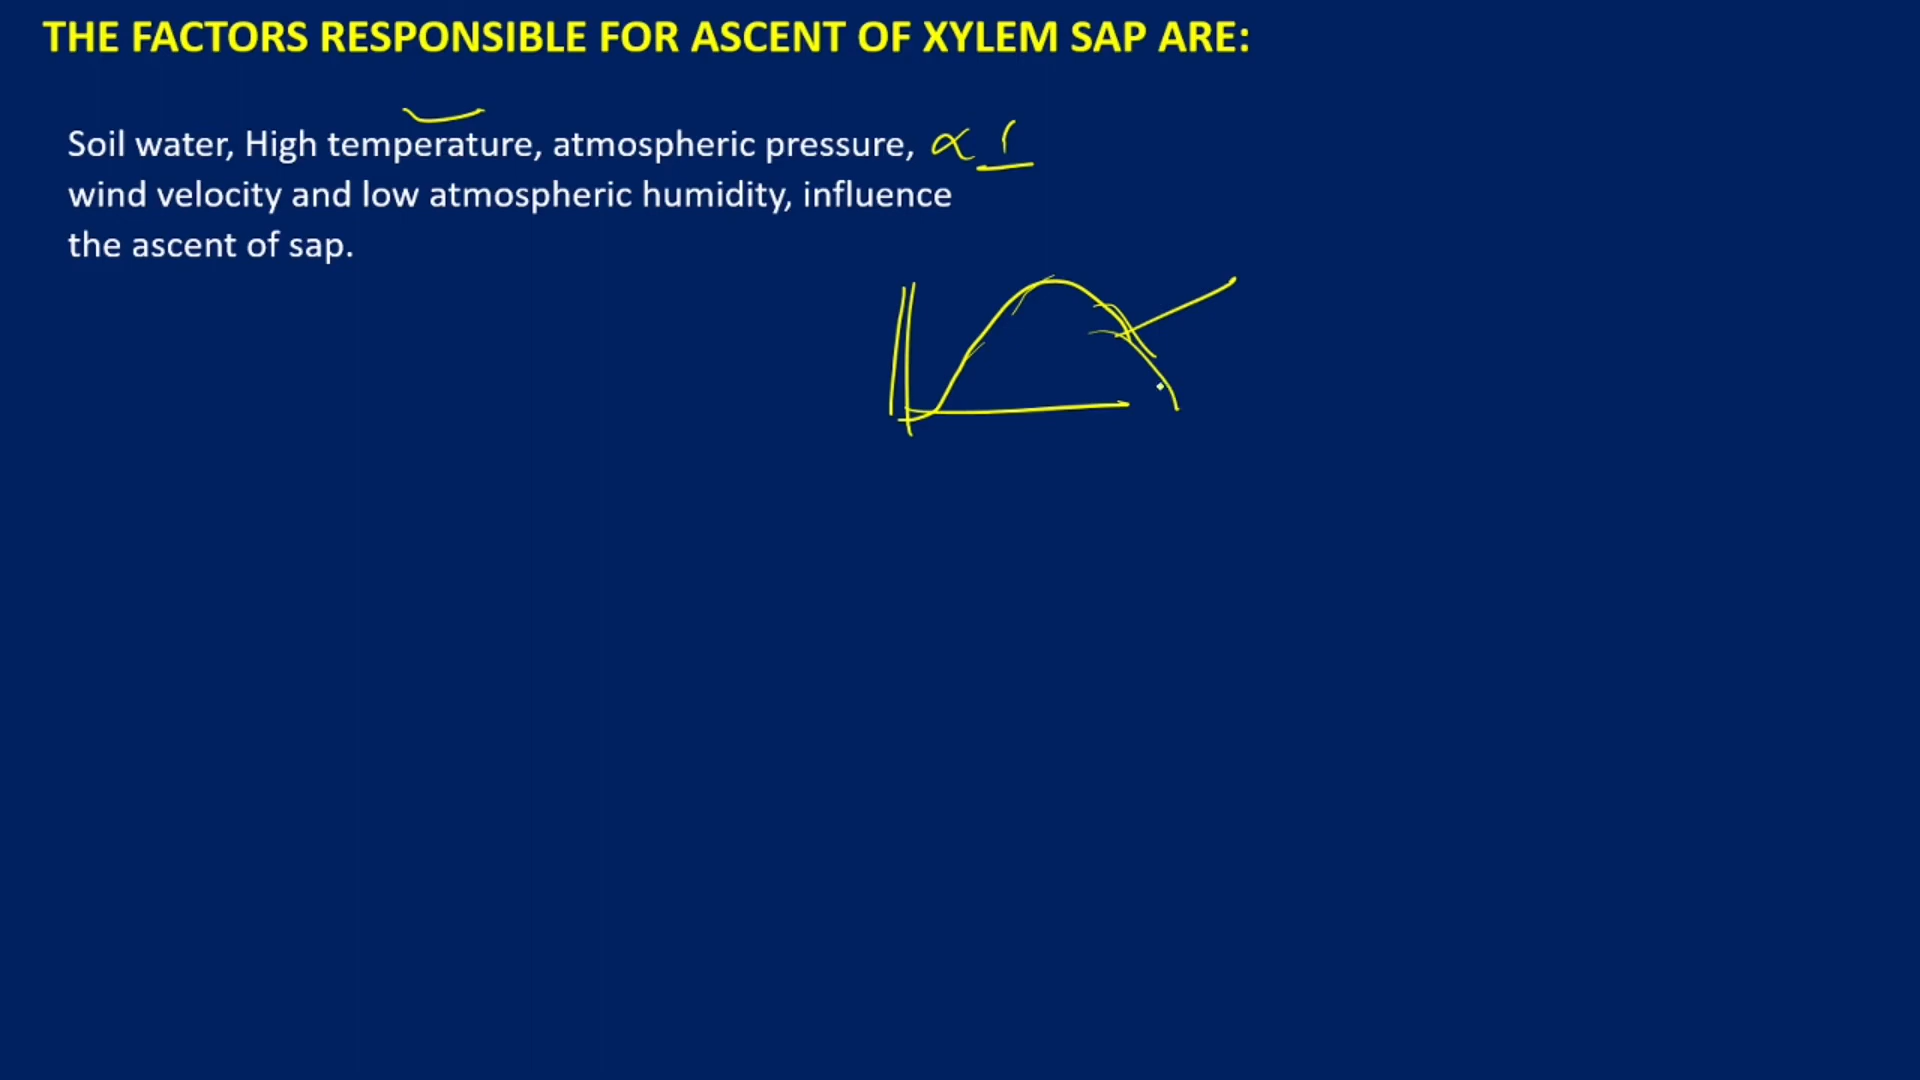 THE FACTORS RESPONSIBLE FOR ASCENT OF XYLEM SAP ARE:
Soil water, High temperature, atmospheric pressure, ∝ 1
wind velocity and low atmospheric humidity, influence
the ascent of sap.